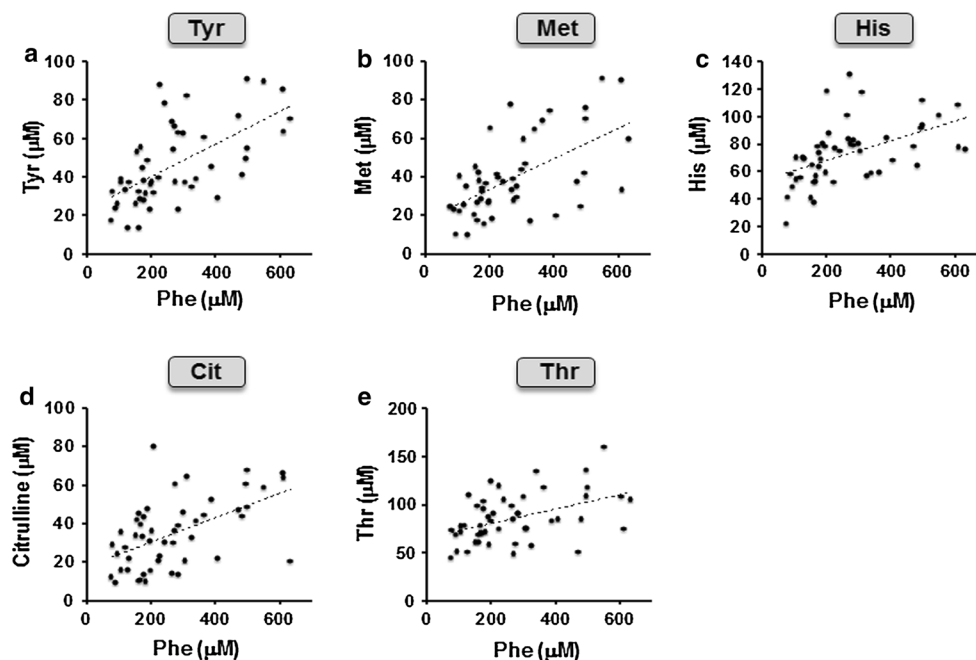 Tyr
a
100
80
60
40
20
0
Tyr (µM)
0 200 400 600
Phe (µM)
Met
b
100
80
60
40
20
0
Met (µM)
0 200 400 600
Phe (µM)
His
c
140
120
100
80
60
40
20
0
His (µM)
0 200 400 600
Phe (µM)
Cit
d
100
80
60
40
20
0
Citrulline (µM)
0 200 400 600
Phe (µM)
Thr
e
200
150
100
50
0
Thr (µM)
0 200 400 600
Phe (µM)